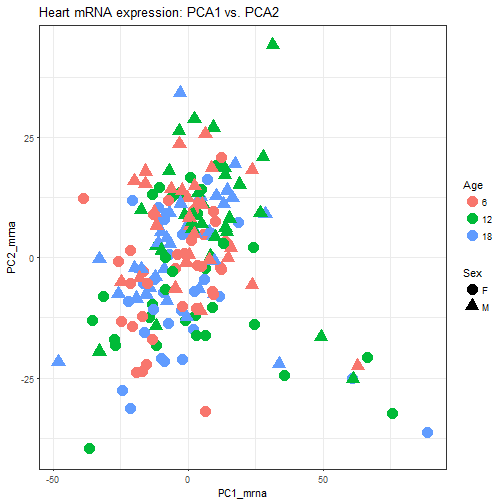 Heart mRNA expression: PCA1 vs. PCA2
PC2_mrna
25
0
-25
-50
0
50
PC1_mrna
Age
6
12
18
Sex
F
M